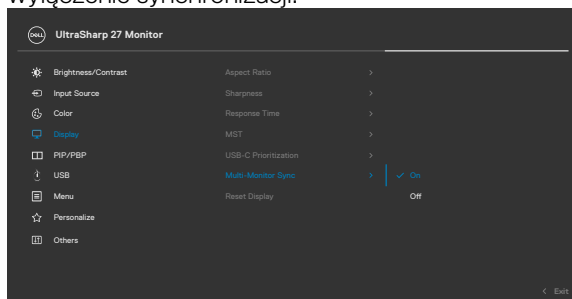 wyłączenie synchronizacji.
DELL UltraSharp 27 Monitor
Brightness/Contrast Aspect Ratio >
Input Source Sharpness >
Color Response Time >
Display MST >
PIP/PBP USB-C Prioritization >
USB Multi-Monitor Sync > ✓ On
Menu Reset Display Off
Personalize
Others
< Exit